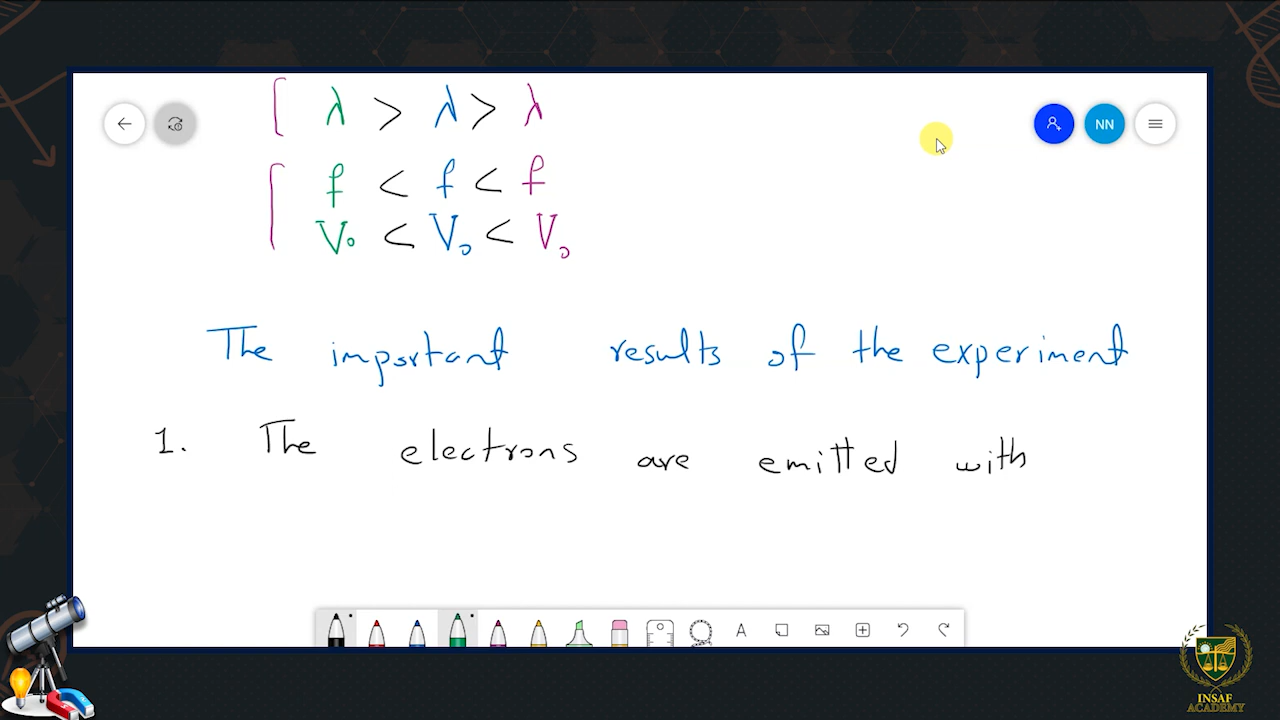 λ > λ > λ
f < f < f
V₀ < V₀ < V₀
The important results of the experiment
1. The electrons are emitted with
NN
A
INSAF
ACADEMY